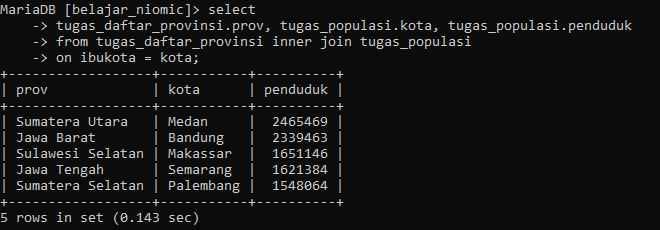 MariaDB [belajar_niomic]> select
    -> tugas_daftar_provinsi.prov, tugas_populasi.kota, tugas_populasi.penduduk
    -> from tugas_daftar_provinsi inner join tugas_populasi
    -> on ibukota = kota;
+------------------+-----------+----------+
| prov             | kota      | penduduk |
+------------------+-----------+----------+
| Sumatera Utara   | Medan     |  2465469 |
| Jawa Barat       | Bandung   |  2339463 |
| Sulawesi Selatan | Makassar  |  1651146 |
| Jawa Tengah      | Semarang  |  1621384 |
| Sumatera Selatan | Palembang |  1548064 |
+------------------+-----------+----------+
5 rows in set (0.143 sec)